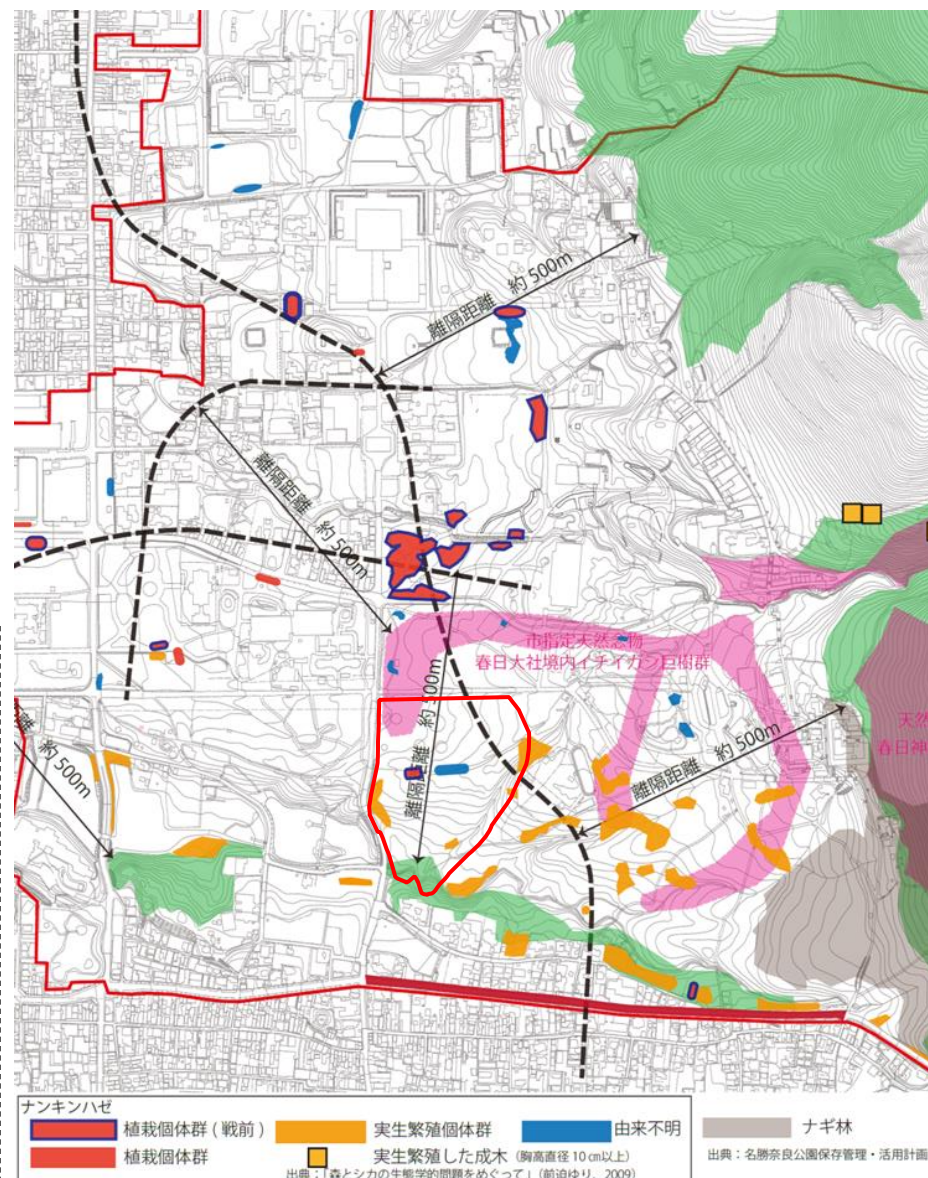 離隔距離 約500m
離隔距離 約500m
市指定天然記念物
春日大社境内イチイガシ巨樹群
離隔距離 約500m
離隔距離 約500m
約500m
天然
春日神
ナンキンハゼ
植栽個体群(戦前)
実生繁殖個体群
由来不明
ナギ林
植栽個体群
実生繁殖した成木(胸高直径10㎝以上)
出典:「森とシカの生態学的問題をめぐって」(前迫ゆり、2009)
出典:名勝奈良公園保存管理・活用計画